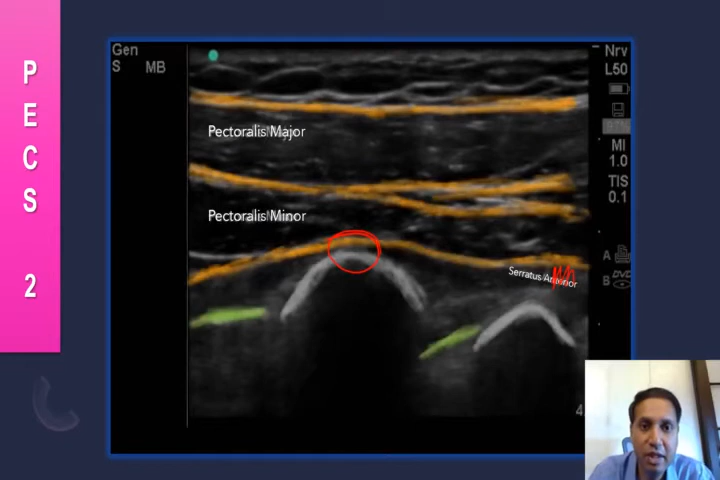 P
E
C
S
2
Gen
S MB
Nrv
L50
MI
1.0
TIS
0.1
A
B
Pectoralis Major
Pectoralis Minor
Serratus Anterior
4